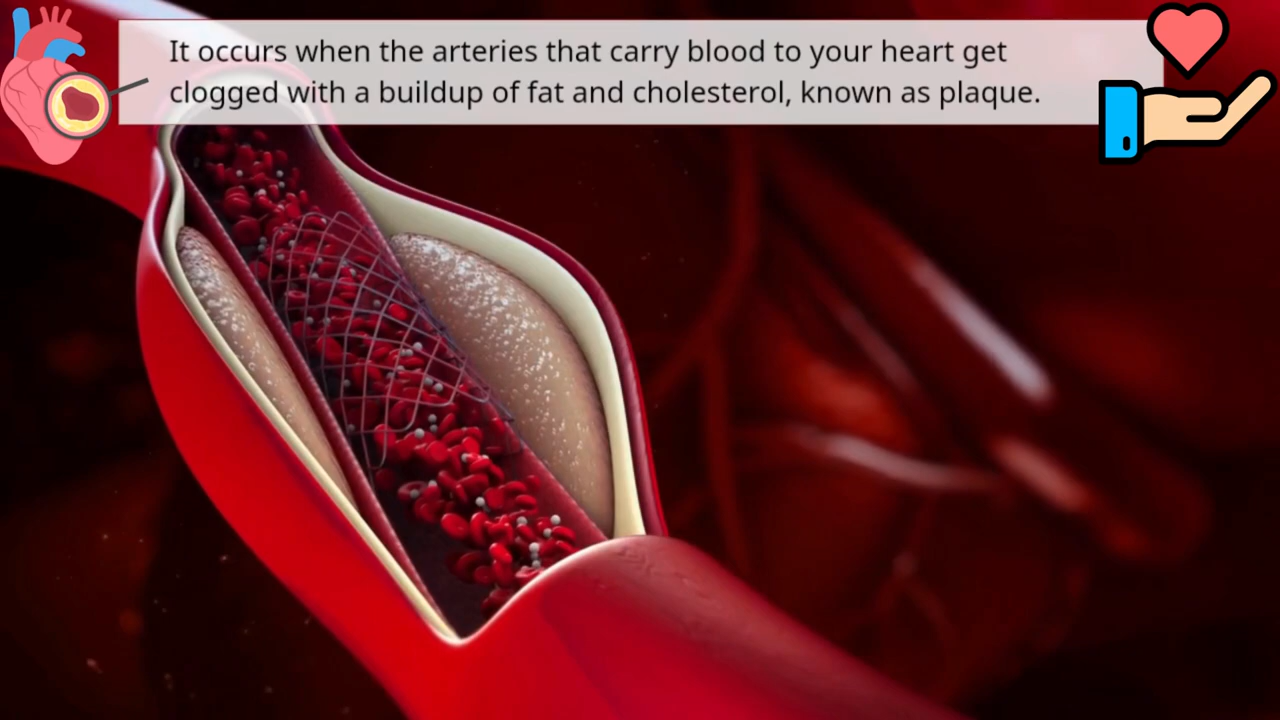 It occurs when the arteries that carry blood to your heart get
clogged with a buildup of fat and cholesterol, known as plaque.